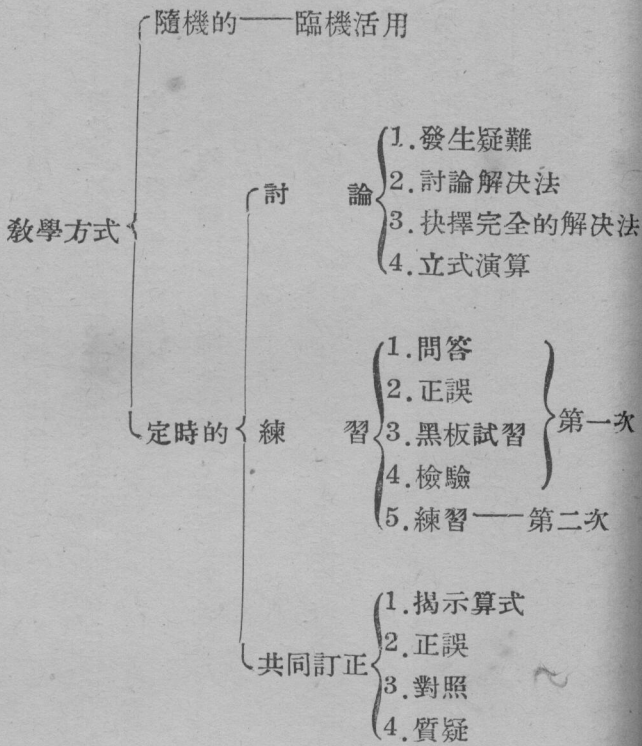 隨機的——臨機活用
教學方式
定時的
討論
1.發生疑難
2.討論解决法
3.抉擇完全的解决法
4.立式演算
練習
1.問答
2.正誤
3.黑板試習
4.檢驗
第一次
5.練習——第二次
共同訂正
1.揭示算式
2.正誤
3.對照
4.質疑